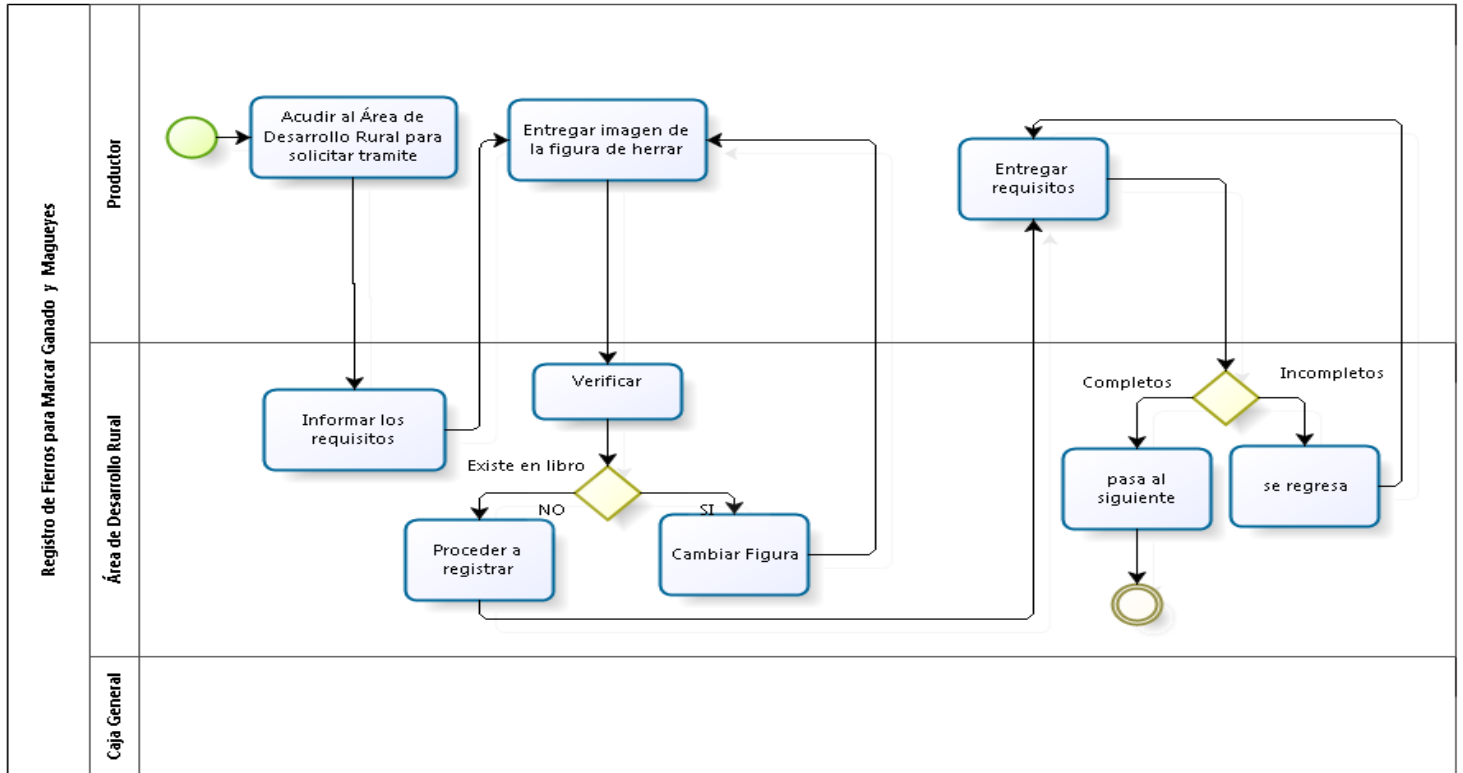 Registro de Fierros para Marcar Ganado y Magueyes
Productor
Acudir al Área de
Desarrollo Rural para
solicitar tramite
Entregar imagen de
la figura de herrar
Entregar
requisitos
Área de Desarrollo Rural
Informar los
requisitos
Verificar
Existe en libro
NO
SI
Proceder a
registrar
Cambiar Figura
Completos
Incompletos
pasa al
siguiente
se regresa
Caja General